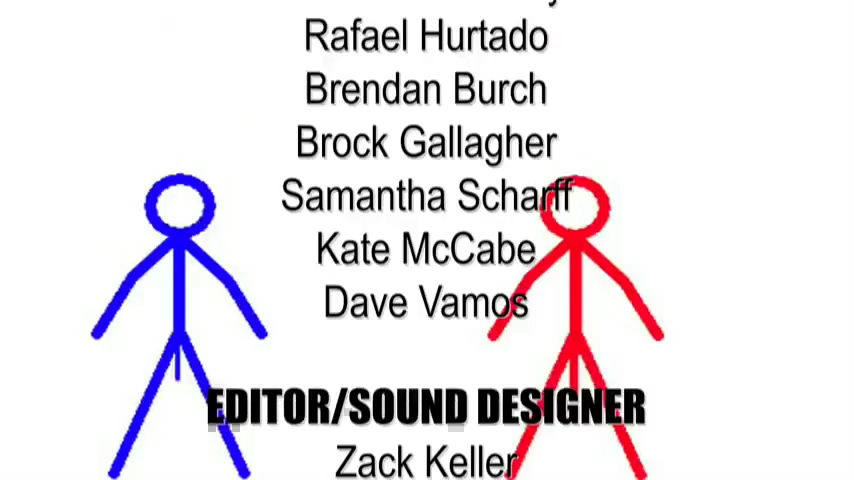 Rafael Hurtado
Brendan Burch
Brock Gallagher
Samantha Scharff
Kate McCabe
Dave Vamos
EDITOR/SOUND DESIGNER
Zack Keller